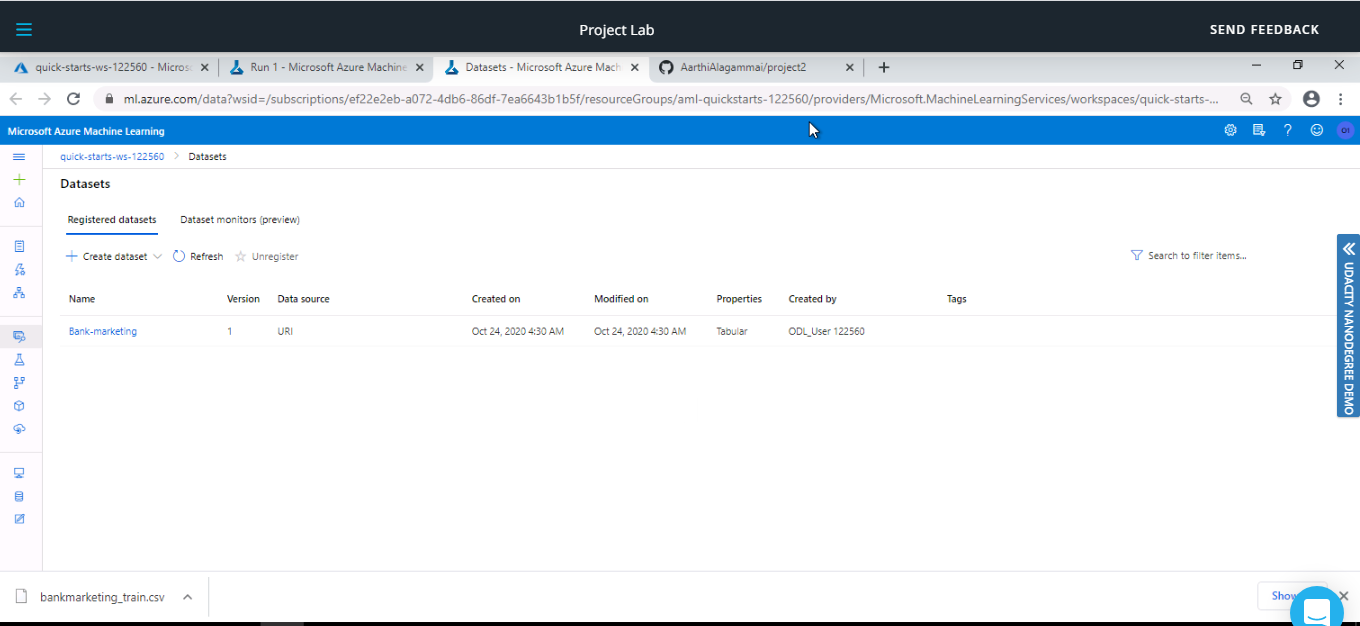 Project Lab
SEND FEEDBACK
quick-starts-ws-122560 - Micros
Run 1 - Microsoft Azure Machine
Datasets - Microsoft Azure Mach
AarthiAlagammai/project2
ml.azure.com/data?wsid=/subscriptions/ef22e2eb-a072-4db6-86df-7ea6643b1b5f/resourceGroups/aml-quickstarts-122560/providers/Microsoft.MachineLearningServices/workspaces/quick-starts-...
Microsoft Azure Machine Learning
OI
quick-starts-ws-122560 > Datasets
Datasets
Registered datasets
Dataset monitors (preview)
Create dataset
Refresh
Unregister
Search to filter items...
Name Version Data source Created on Modified on Properties Created by Tags
Bank-marketing 1 URI Oct 24, 2020 4:30 AM Oct 24, 2020 4:30 AM Tabular ODL_User 122560
UDACITY NANODEGREE DEMO
bankmarketing_train.csv
Show